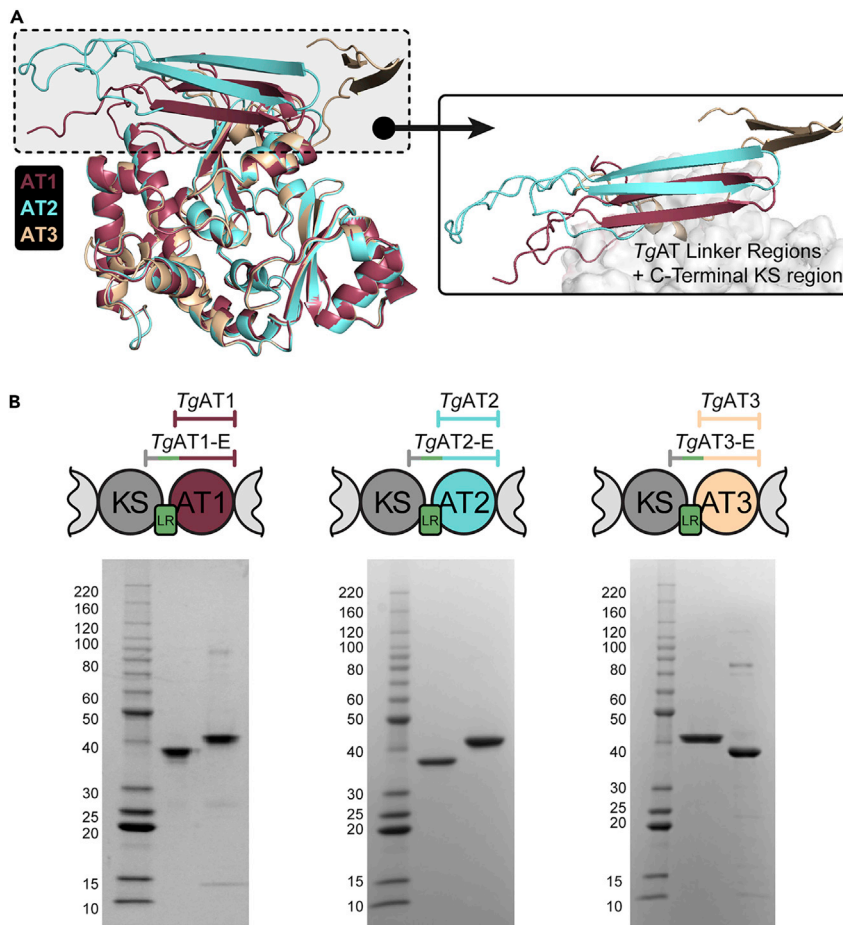 A
AT1
AT2
AT3
TgAT Linker Regions
+ C-Terminal KS region
B
TgAT1
TgAT1-E
KS
LR
AT1
TgAT2
TgAT2-E
KS
LR
AT2
TgAT3
TgAT3-E
KS
LR
AT3
220
160
120
100
80
60
50
40
30
25
20
15
10
220
160
120
100
80
60
50
40
30
25
20
15
10
220
160
120
100
80
60
50
40
30
25
20
15
10